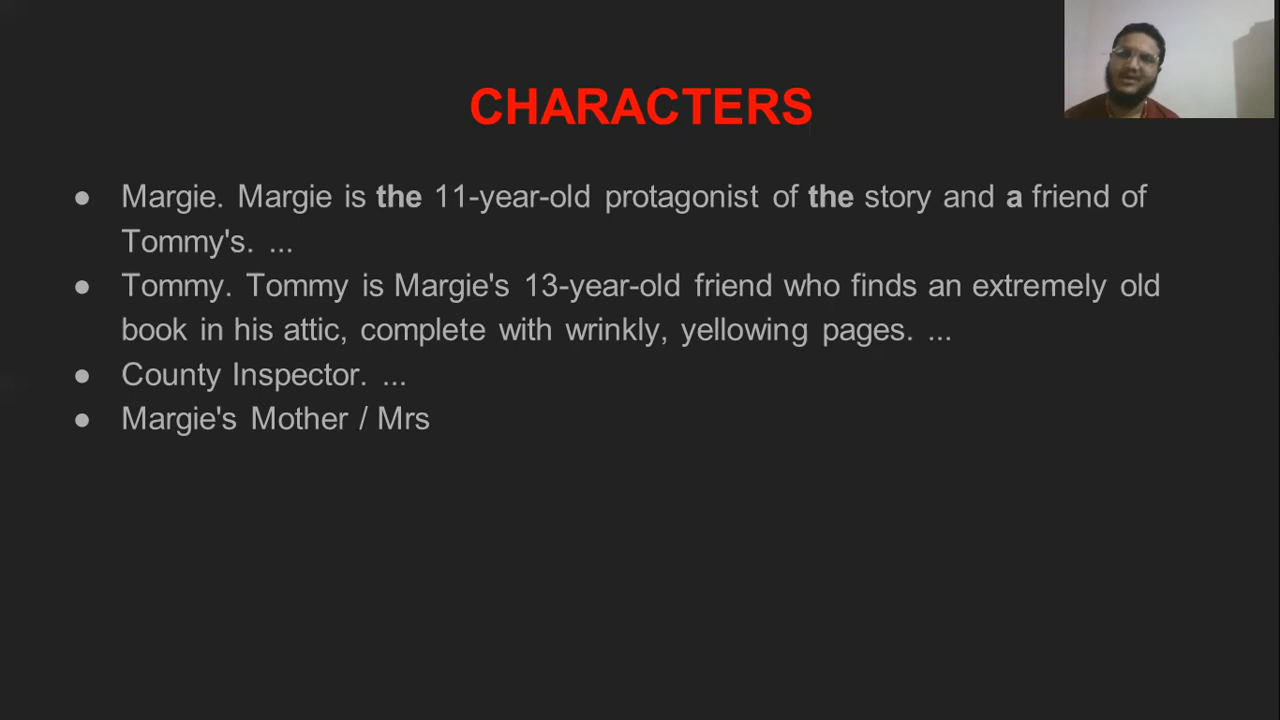 CHARACTERS
● Margie. Margie is the 11-year-old protagonist of the story and a friend of
Tommy's. ...
● Tommy. Tommy is Margie's 13-year-old friend who finds an extremely old
book in his attic, complete with wrinkly, yellowing pages. ...
● County Inspector. ...
● Margie's Mother / Mrs